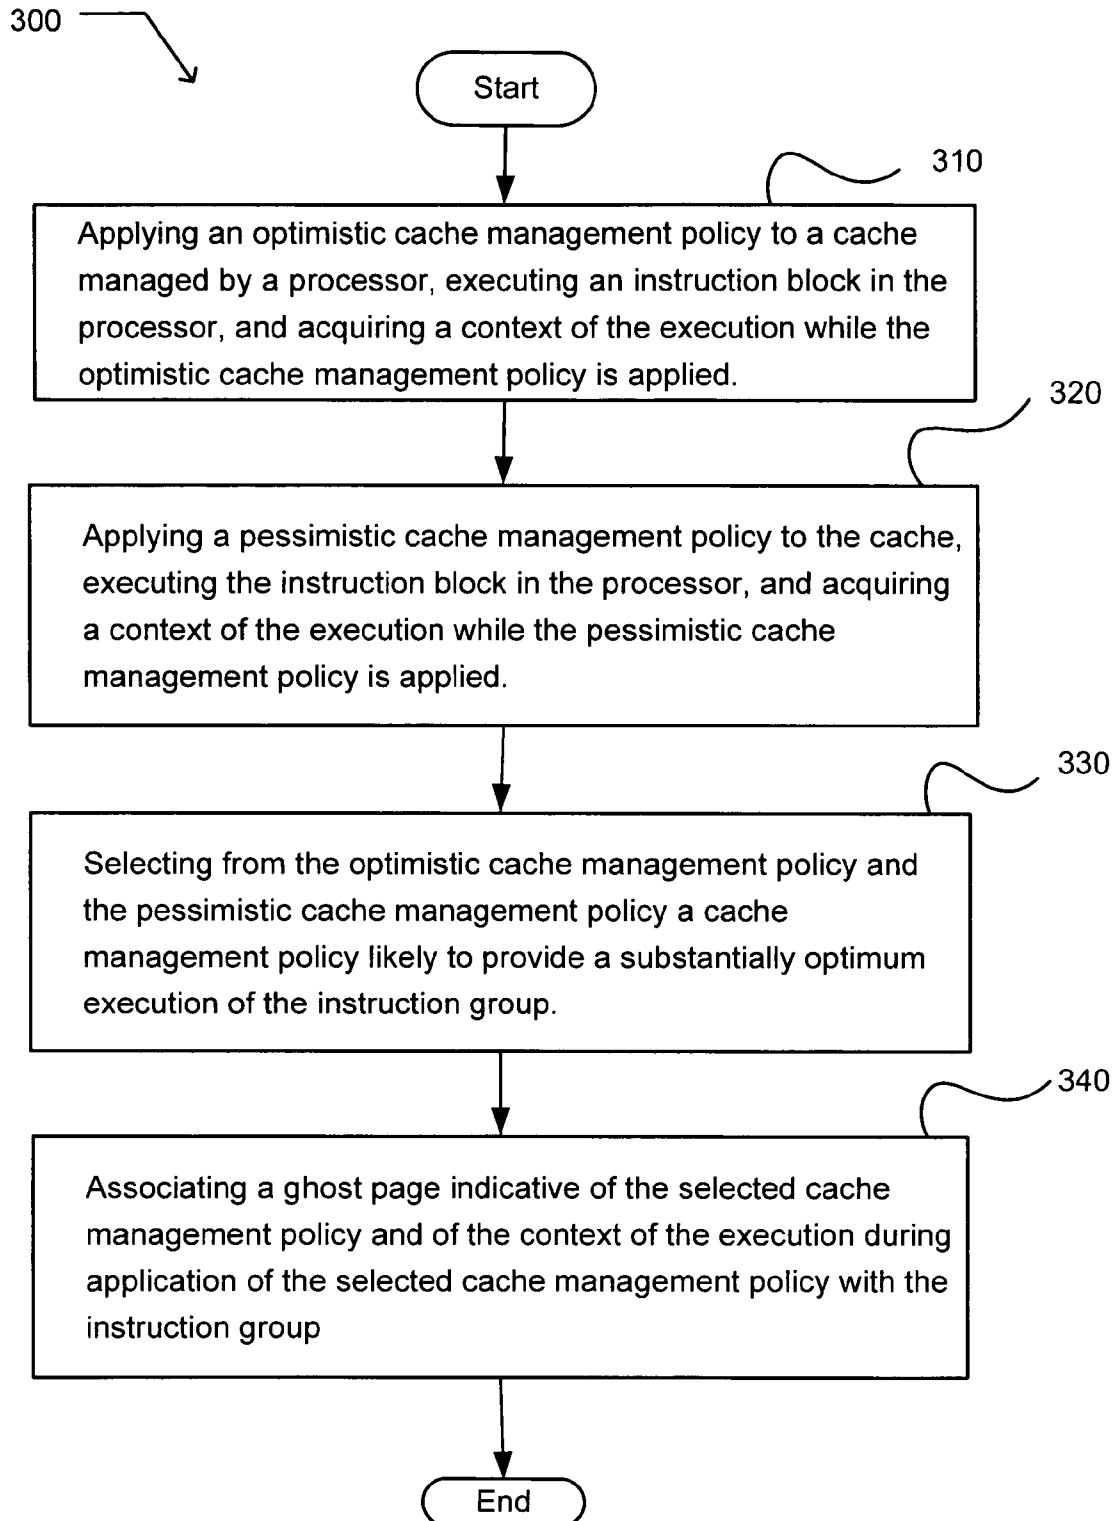 300
Start
310
Applying an optimistic cache management policy to a cache
managed by a processor, executing an instruction block in the
processor, and acquiring a context of the execution while the
optimistic cache management policy is applied.
320
Applying a pessimistic cache management policy to the cache,
executing the instruction block in the processor, and acquiring
a context of the execution while the pessimistic cache
management policy is applied.
330
Selecting from the optimistic cache management policy and
the pessimistic cache management policy a cache
management policy likely to provide a substantially optimum
execution of the instruction group.
340
Associating a ghost page indicative of the selected cache
management policy and of the context of the execution during
application of the selected cache management policy with the
instruction group
End